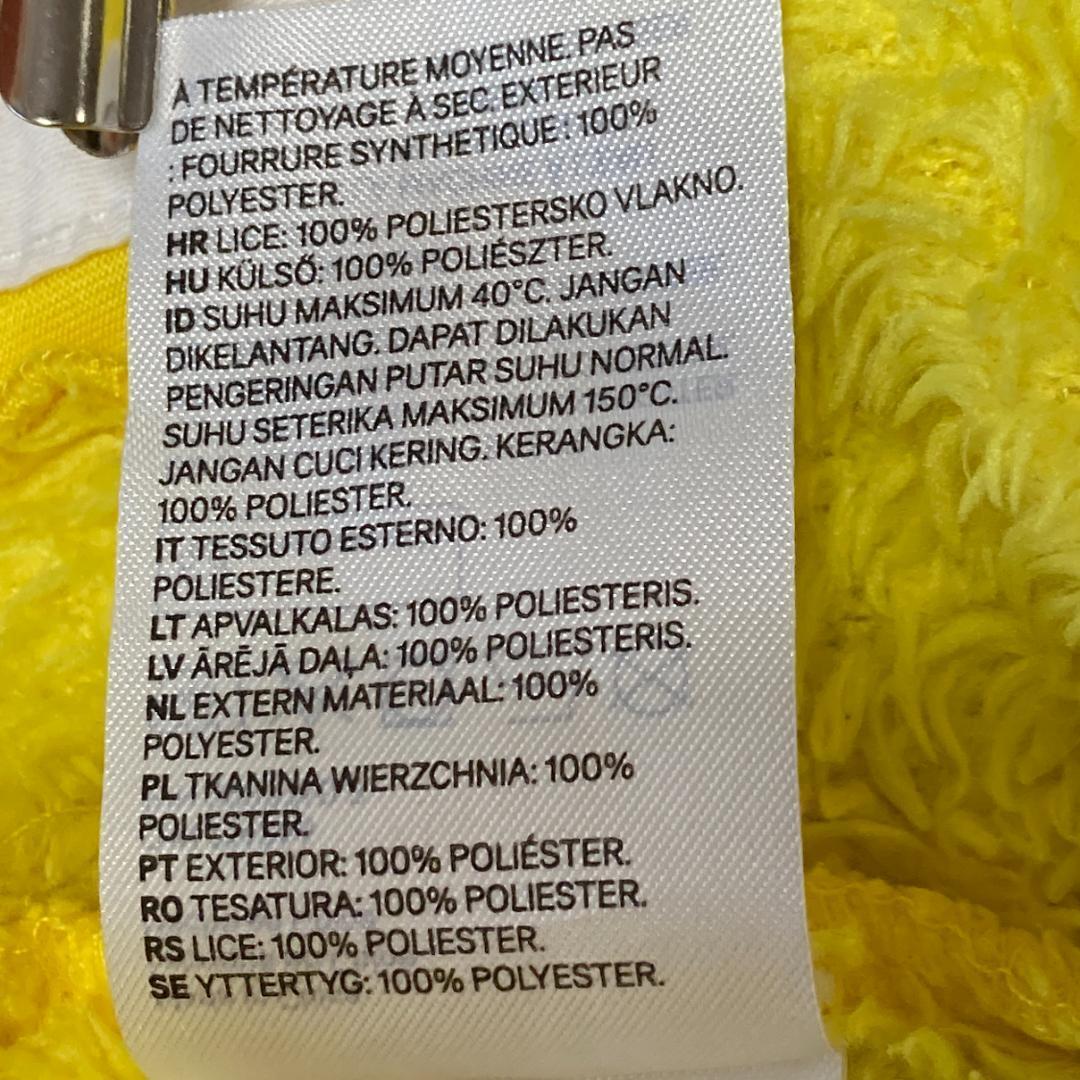 À TEMPÉRATURE MOYENNE. PAS
DE NETTOYAGE À SEC. EXTERIEUR
: FOURRURE SYNTHETIQUE : 100%
POLYESTER.
HR LICE: 100% POLIESTERSKO VLAKNO.
HU KÜLSŐ: 100% POLIÉSZTER.
ID SUHU MAKSIMUM 40°C. JANGAN
DIKELANTANG. DAPAT DILAKUKAN
PENGERINGAN PUTAR SUHU NORMAL.
SUHU SETERIKA MAKSIMUM 150°C.
JANGAN CUCI KERING. KERANGKA:
100% POLIESTER.
IT TESSUTO ESTERNO: 100%
POLIESTERE.
LT APVALKALAS: 100% POLIESTERIS.
LV ĀRĒJĀ DAĻA: 100% POLIESTERIS.
NL EXTERN MATERIAAL: 100%
POLYESTER.
PL TKANINA WIERZCHNIA: 100%
POLIESTER.
PT EXTERIOR: 100% POLIÉSTER.
RO TESATURA: 100% POLIESTER.
RS LICE: 100% POLIESTER.
SE YTTERTYG: 100% POLYESTER.